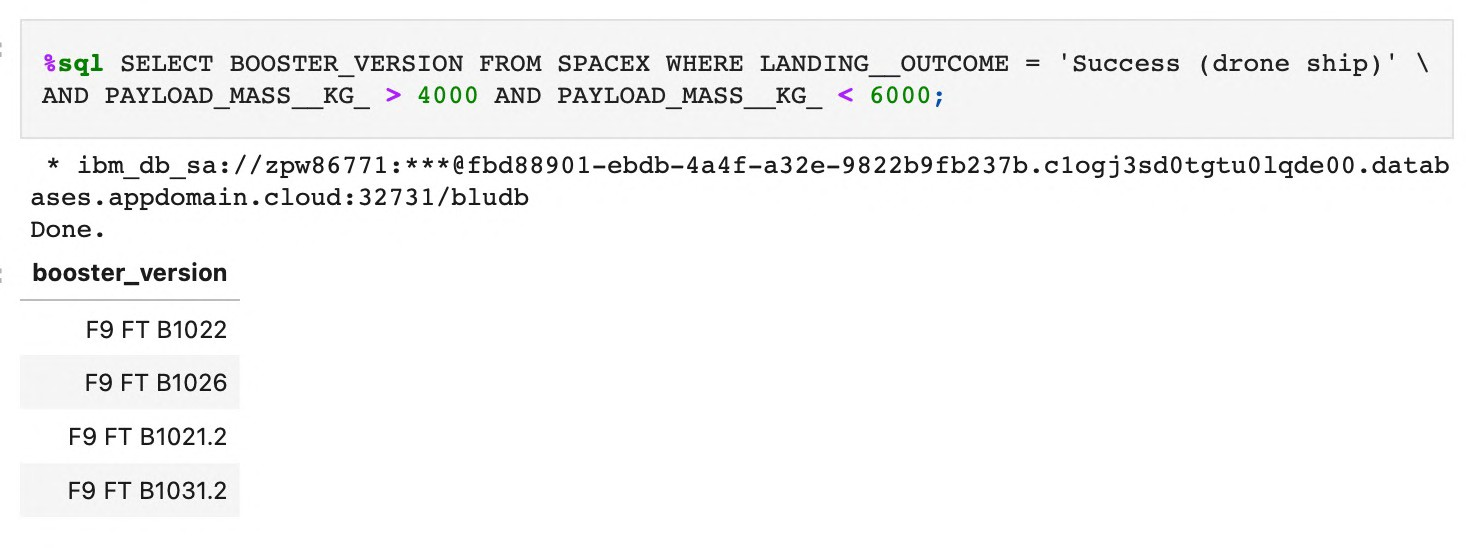 %sql SELECT BOOSTER_VERSION FROM SPACEX WHERE LANDING__OUTCOME = 'Success (drone ship)' \
AND PAYLOAD_MASS__KG_ > 4000 AND PAYLOAD_MASS__KG_ < 6000;
* ibm_db_sa://zpw86771:***@fbd88901-ebdb-4a4f-a32e-9822b9fb237b.c1ogj3sd0tgtu0lqde00.datab
ases.appdomain.cloud:32731/bludb
Done.
booster_version
F9 FT B1022
F9 FT B1026
F9 FT B1021.2
F9 FT B1031.2